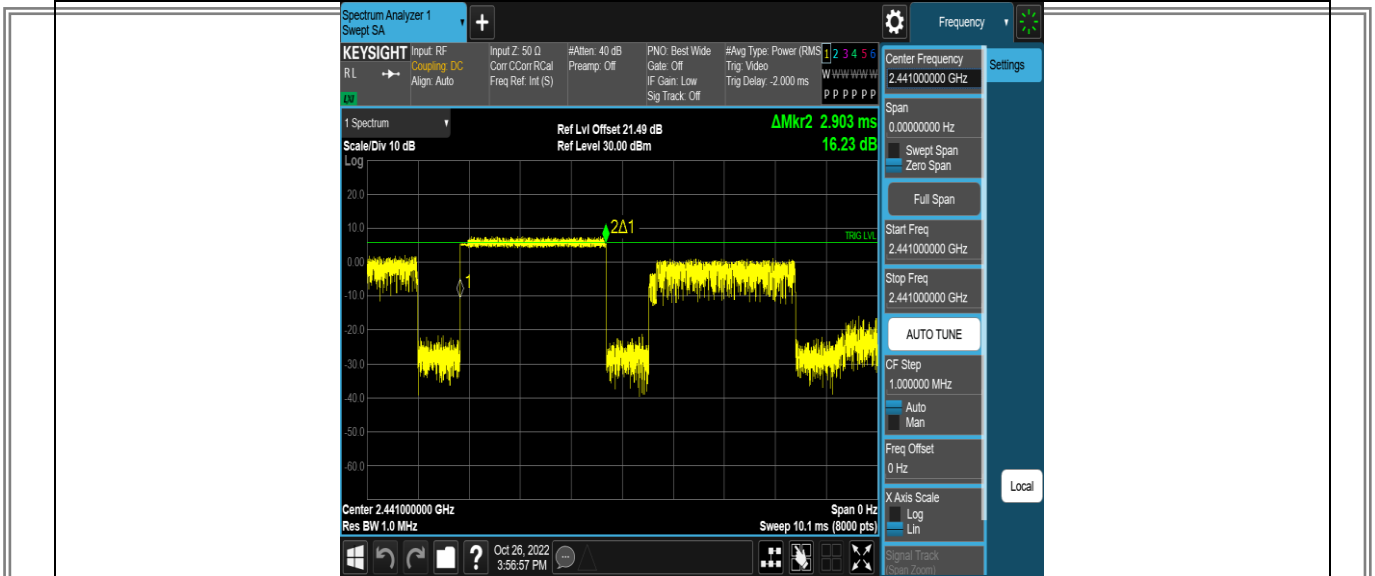 Spectrum Analyzer 1
Swept SA
+
Frequency
KEYSIGHT
RL
LXI
Input: RF
Coupling: DC
Align: Auto
Input Z: 50 Ω
Corr CCorr RCal
Freq Ref: Int (S)
#Atten: 40 dB
Preamp: Off
PNO: Best Wide
Gate: Off
IF Gain: Low
Sig Track: Off
#Avg Type: Power (RMS
Trig: Video
Trig Delay: -2.000 ms
1 2 3 4 5 6
W W W W W W
P P P P P P
1 Spectrum
Scale/Div 10 dB
Log
Ref Lvl Offset 21.49 dB
Ref Level 30.00 dBm
ΔMkr2 2.903 ms
16.23 dB
20.0
10.0
0.00
-10.0
-20.0
-30.0
-40.0
-50.0
-60.0
2Δ1
1
TRIG LVL
Center 2.441000000 GHz
Res BW 1.0 MHz
Span 0 Hz
Sweep 10.1 ms (8000 pts)
?
Oct 26, 2022
3:56:57 PM
Center Frequency
2.441000000 GHz
Settings
Span
0.00000000 Hz
Swept Span
Zero Span
Full Span
Start Freq
2.441000000 GHz
Stop Freq
2.441000000 GHz
AUTO TUNE
CF Step
1.000000 MHz
Auto
Man
Freq Offset
0 Hz
X Axis Scale
Log
Lin
Local
Signal Track
(Span Zoom)